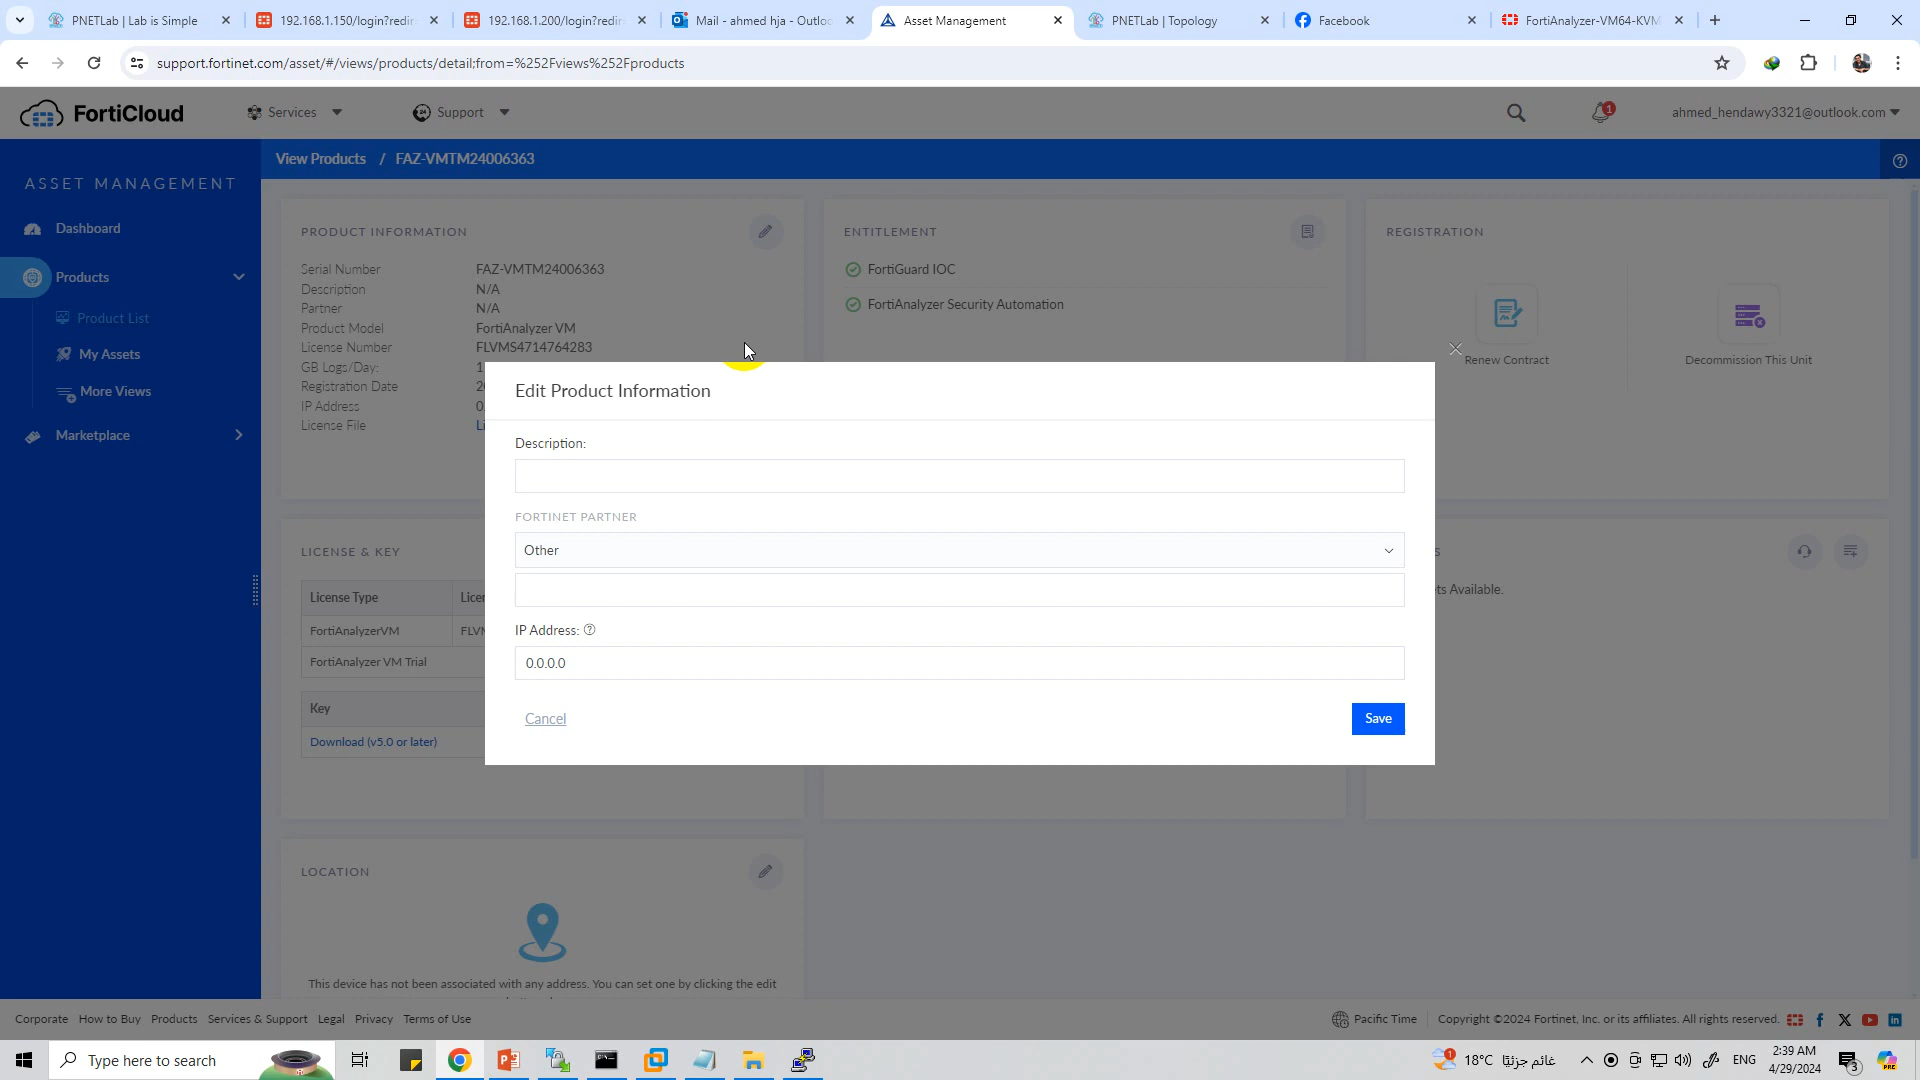 PNETLab | Lab is Simple
192.168.1.150/login?redir
192.168.1.200/login?redir
Mail - ahmed hja - Outloo
Asset Management
PNETLab | Topology
Facebook
FortiAnalyzer-VM64-KVM
support.fortinet.com/asset/#/views/products/detail;from=%252Fviews%252Fproducts
FortiCloud
Services
Support
1
ahmed_hendawy3321@outlook.com
View Products / FAZ-VMTM24006363
ASSET MANAGEMENT
Dashboard
Products
Product List
My Assets
More Views
Marketplace
PRODUCT INFORMATION
Serial Number FAZ-VMTM24006363
Description N/A
Partner N/A
Product Model FortiAnalyzer VM
License Number FLVMS4714764283
GB Logs/Day: 1
Registration Date 2
IP Address 0
License File Li
ENTITLEMENT
FortiGuard IOC
FortiAnalyzer Security Automation
REGISTRATION
Renew Contract
Decommission This Unit
Edit Product Information
Description:
FORTINET PARTNER
Other
IP Address:
0.0.0.0
Cancel
Save
LICENSE & KEY
License Type
FortiAnalyzerVM
FortiAnalyzer VM Trial
Key
Download (v5.0 or later)
ts Available.
LOCATION
This device has not been associated with any address. You can set one by clicking the edit
Corporate How to Buy Products Services & Support Legal Privacy Terms of Use
Pacific Time
Copyright ©2024 Fortinet, Inc. or its affiliates. All rights reserved.
Type here to search
18°C غائم جزئيًا
ENG
2:39 AM
4/29/2024
3